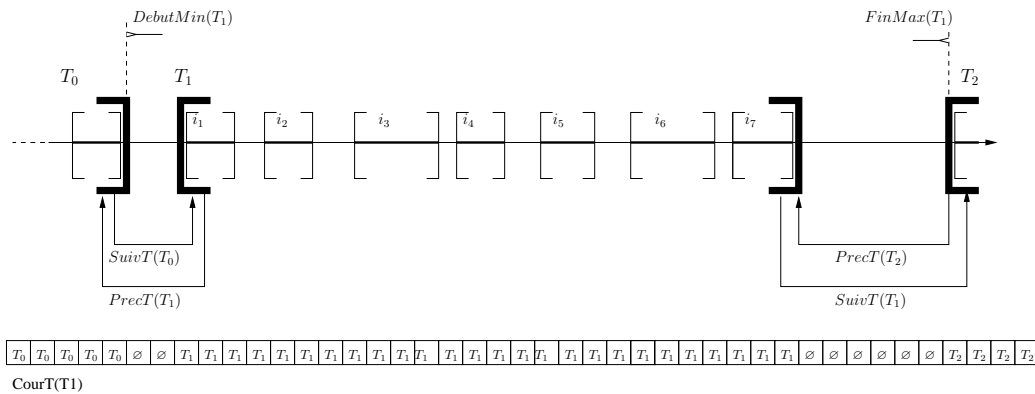 DebutMin(T₁)
FinMax(T₁)
T₀ T₁ T₂
i₁ i₂ i₃ i₄ i₅ i₆ i₇
SuivT(T₀) PrecT(T₂)
PrecT(T₁) SuivT(T₁)
T₀ T₀ T₀ T₀ T₀ ∅ ∅ T₁ T₁ T₁ T₁ T₁ T₁ T₁ T₁ T₁ T₁ T₁ T₁ T₁ T₁ T₁ T₁ T₁ T₁ T₁ T₁ T₁ T₁ T₁ T₁ T₁ T₁ ∅ ∅ ∅ ∅ ∅ ∅ T₂ T₂ T₂ T₂
CourT(T1)